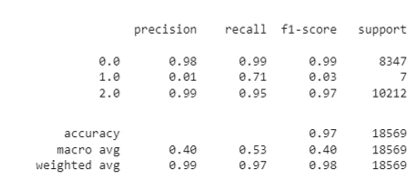 precision recall f1-score support
0.0 0.98 0.99 0.99 8347
1.0 0.01 0.71 0.03 7
2.0 0.99 0.95 0.97 10212
accuracy 0.97 18569
macro avg 0.40 0.53 0.40 18569
weighted avg 0.99 0.97 0.98 18569